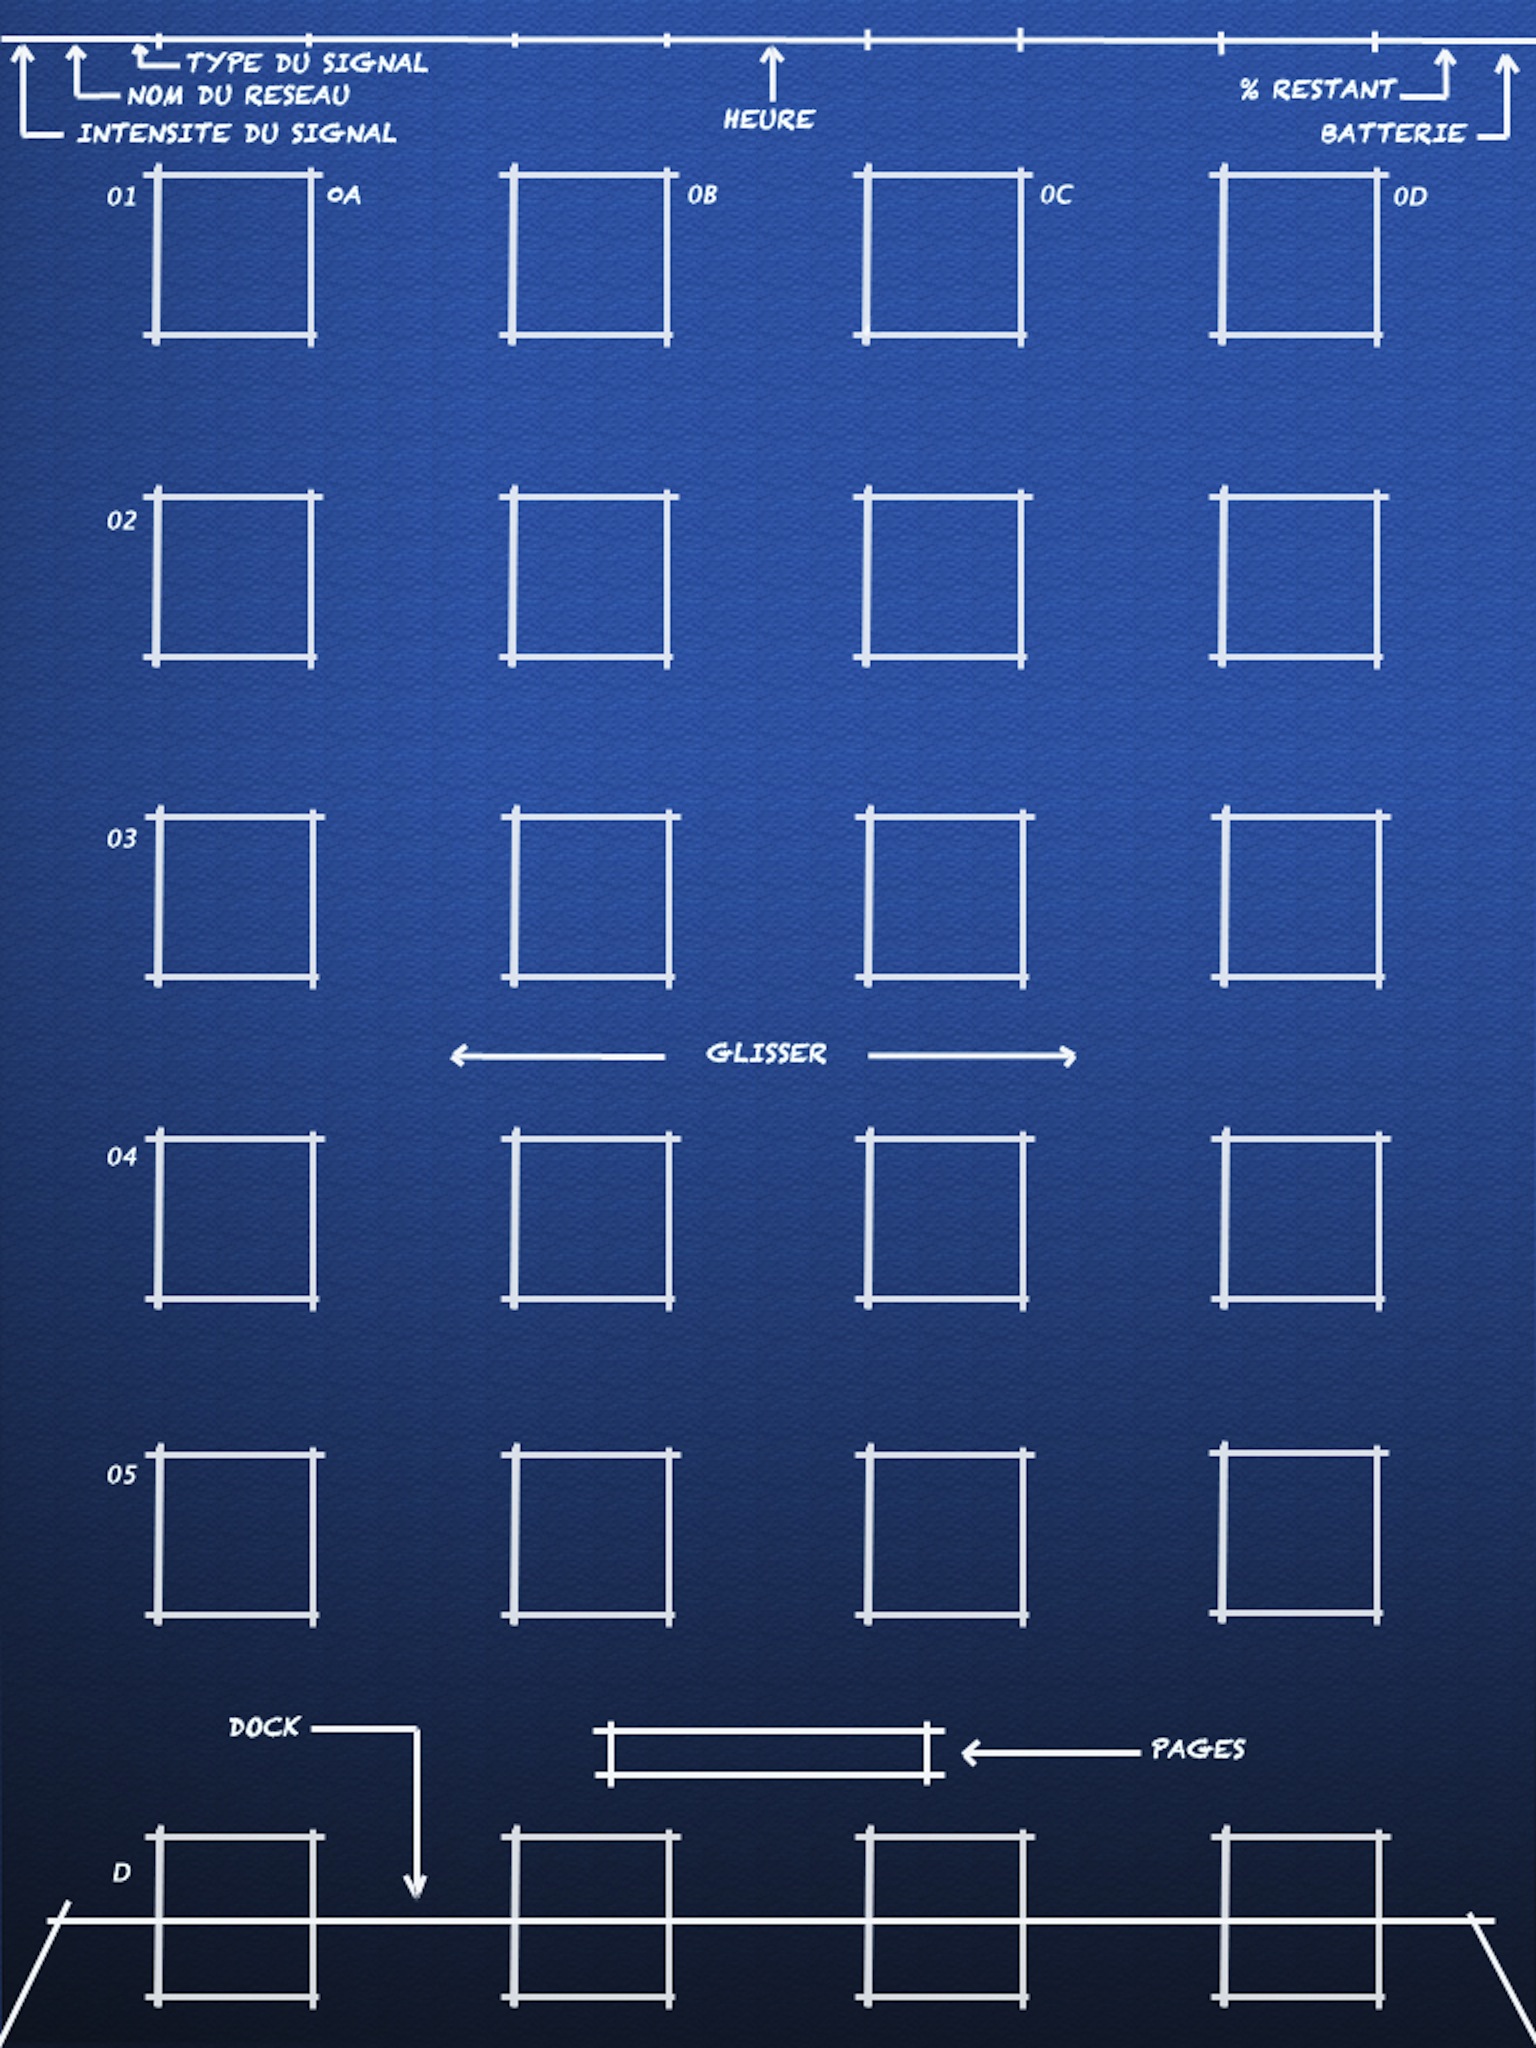 TYPE DU SIGNAL
NOM DU RESEAU
INTENSITE DU SIGNAL
HEURE
% RESTANT
BATTERIE
01 0A 0B 0C 0D
02
03
GLISSER
04
05
DOCK
PAGES
D